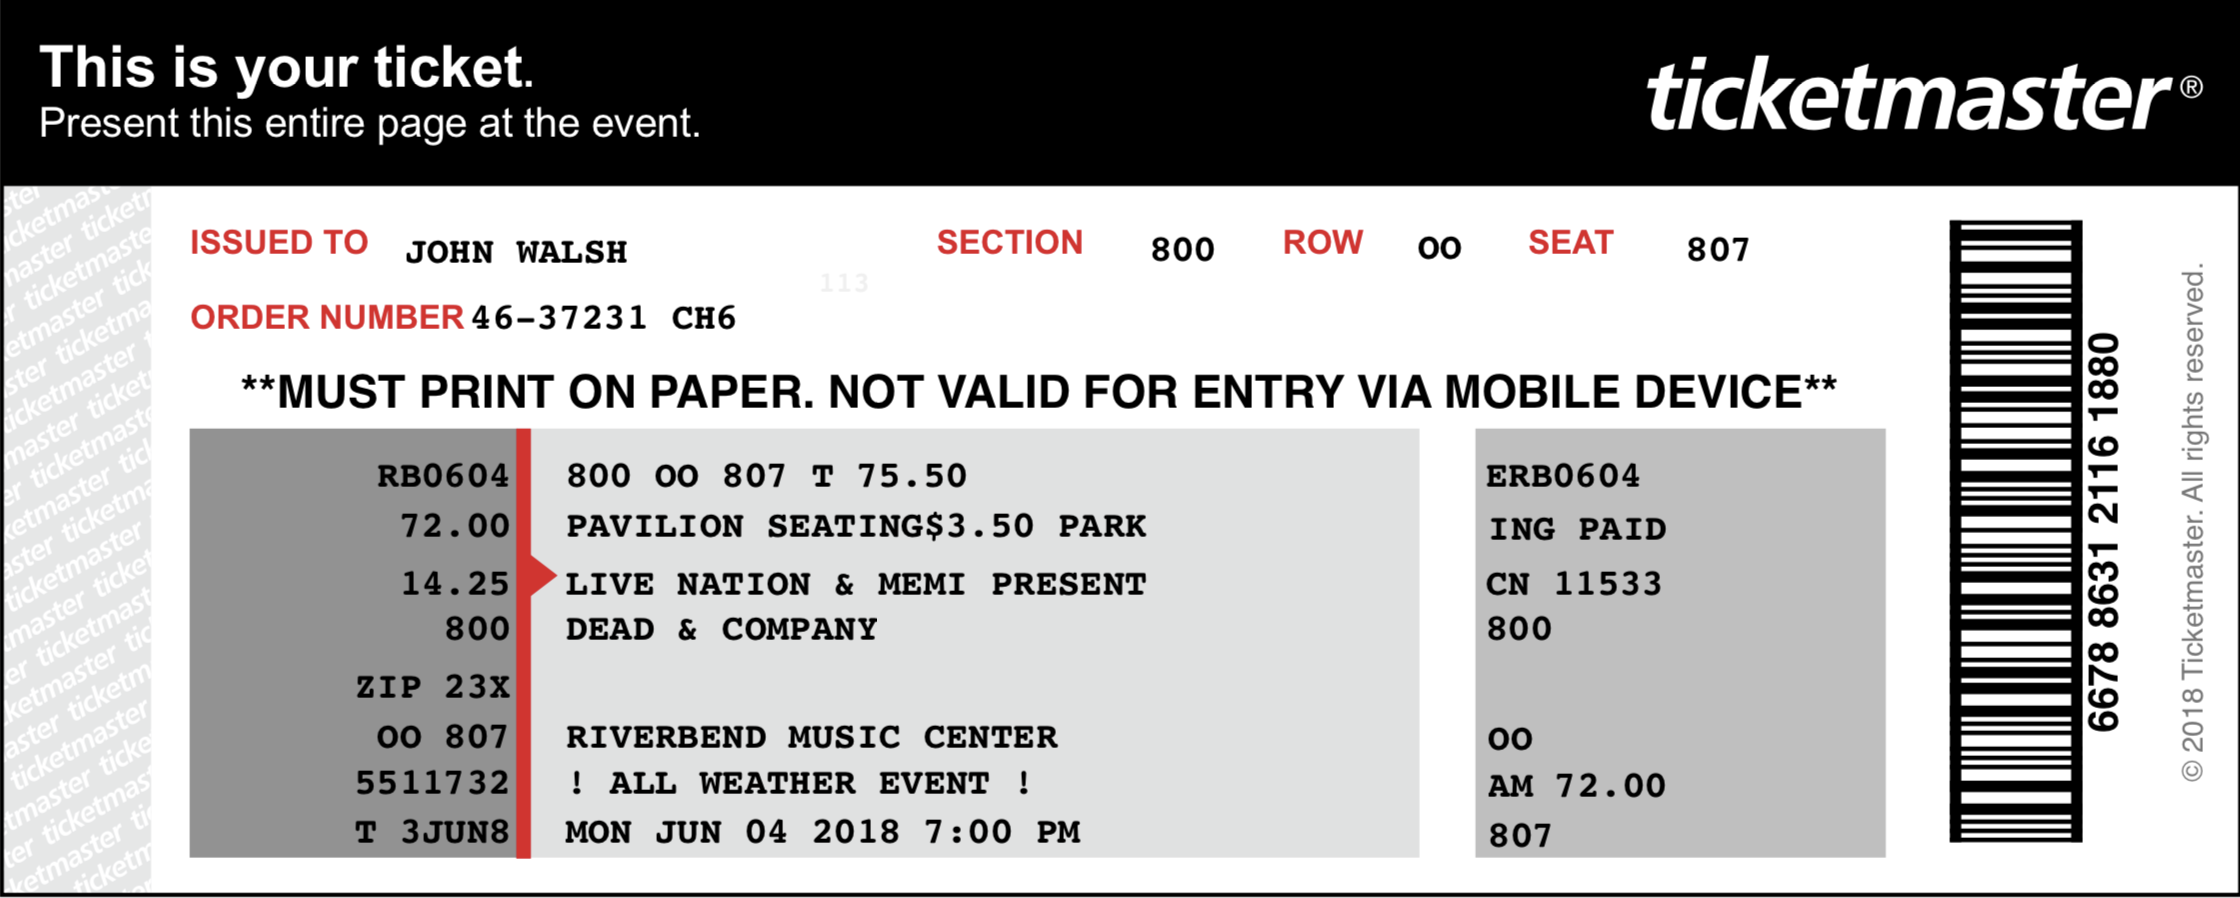 This is your ticket.
Present this entire page at the event.
ticketmaster®
ISSUED TO JOHN WALSH
SECTION 800 ROW OO SEAT 807
113
ORDER NUMBER 46-37231 CH6
**MUST PRINT ON PAPER. NOT VALID FOR ENTRY VIA MOBILE DEVICE**
RB0604
72.00
14.25
800
ZIP 23X
OO 807
5511732
T 3JUN8
800 OO 807 T 75.50
PAVILION SEATING$3.50 PARK
LIVE NATION & MEMI PRESENT
DEAD & COMPANY
RIVERBEND MUSIC CENTER
! ALL WEATHER EVENT !
MON JUN 04 2018 7:00 PM
ERB0604
ING PAID
CN 11533
800
OO
AM 72.00
807
6678 8631 2116 1880
© 2018 Ticketmaster. All rights reserved.